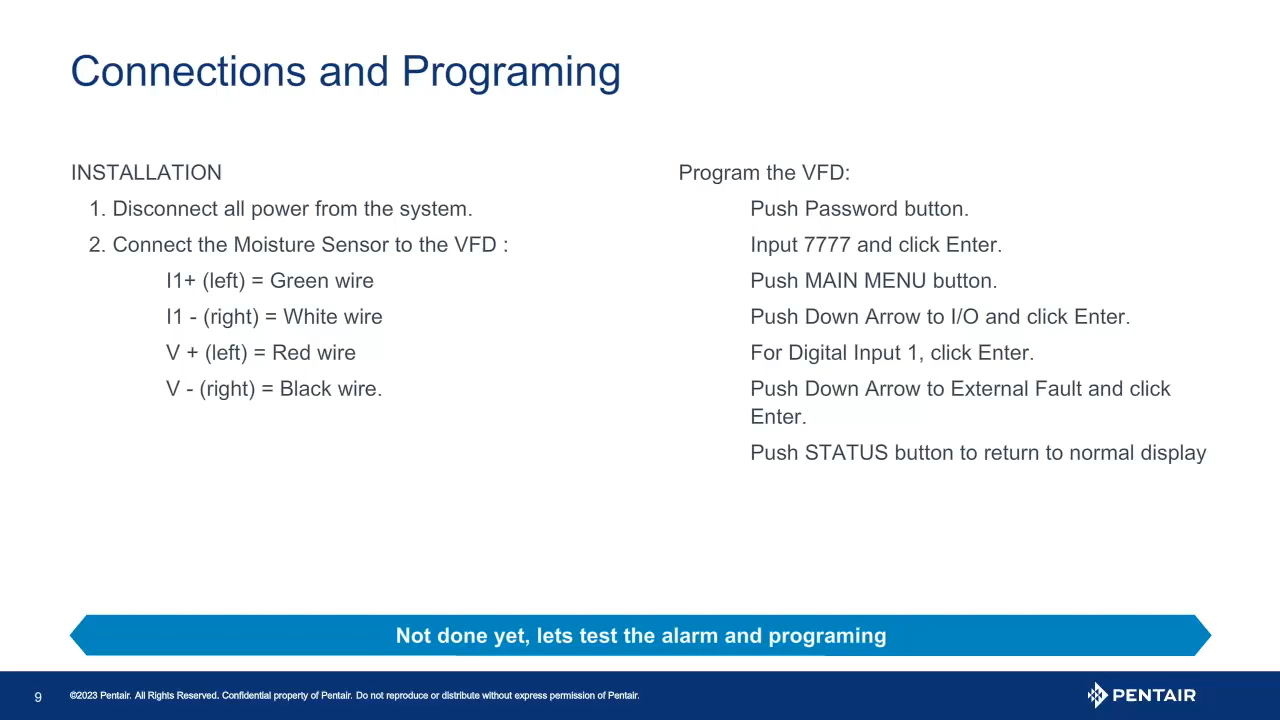 Connections and Programing
INSTALLATION
1. Disconnect all power from the system.
2. Connect the Moisture Sensor to the VFD :
I1+ (left) = Green wire
I1 - (right) = White wire
V + (left) = Red wire
V - (right) = Black wire.
Program the VFD:
Push Password button.
Input 7777 and click Enter.
Push MAIN MENU button.
Push Down Arrow to I/O and click Enter.
For Digital Input 1, click Enter.
Push Down Arrow to External Fault and click
Enter.
Push STATUS button to return to normal display
Not done yet, lets test the alarm and programing
9
©2023 Pentair. All Rights Reserved. Confidential property of Pentair. Do not reproduce or distribute without express permission of Pentair.
PENTAIR